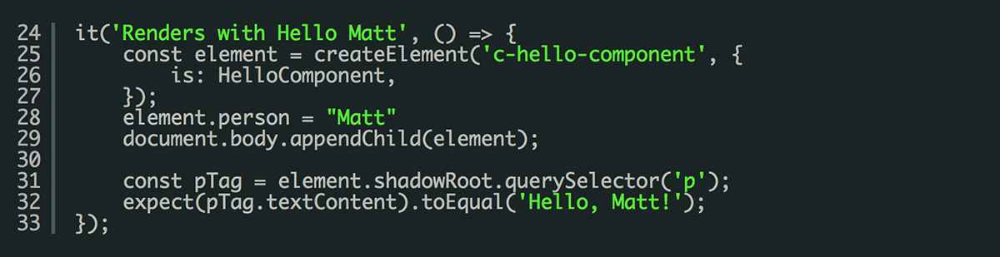 24 it('Renders with Hello Matt', () => {
25     const element = createElement('c-hello-component', {
26         is: HelloComponent,
27     });
28     element.person = "Matt"
29     document.body.appendChild(element);
30
31     const pTag = element.shadowRoot.querySelector('p');
32     expect(pTag.textContent).toEqual('Hello, Matt!');
33 });